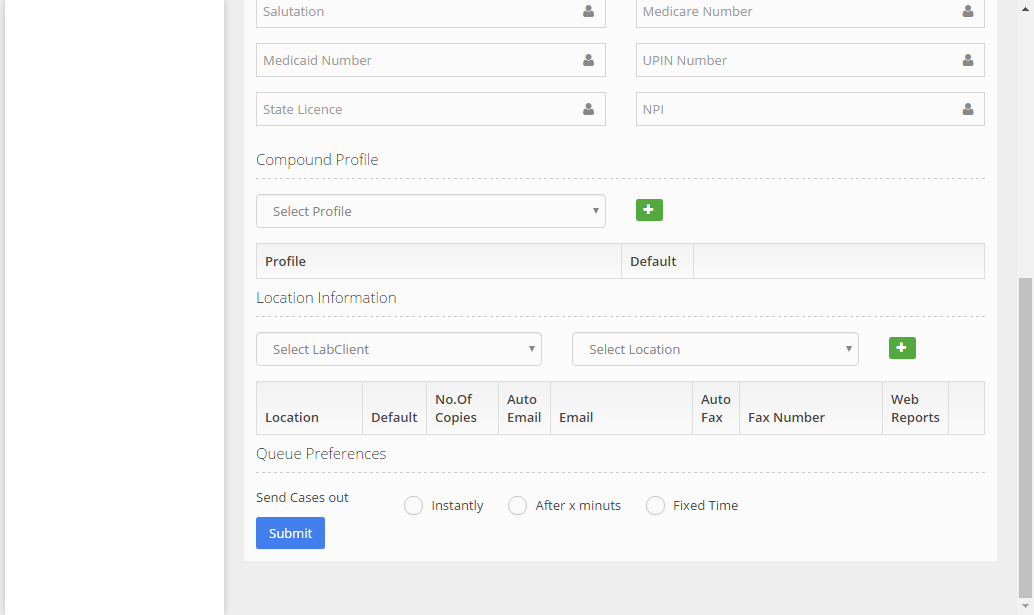 Salutation Medicare Number
Medicaid Number UPIN Number
State Licence NPI
Compound Profile
Select Profile
Profile Default
Location Information
Select LabClient Select Location
Location Default No.Of Copies Auto Email Email Auto Fax Fax Number Web Reports
Queue Preferences
Send Cases out Instantly After x minuts Fixed Time
Submit